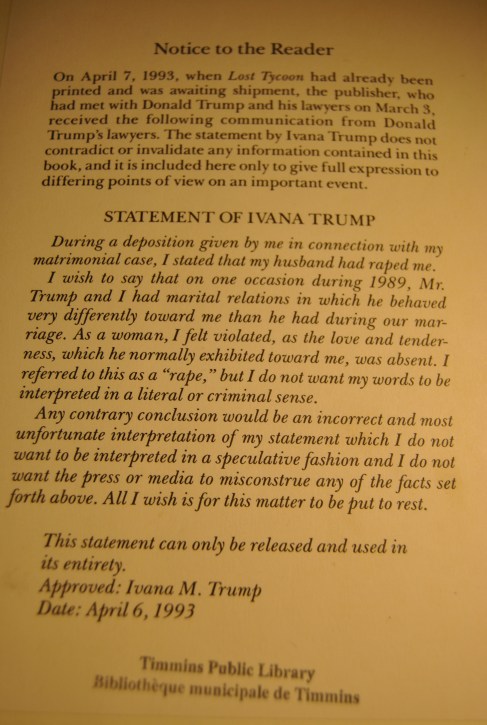 Notice to the Reader
On April 7, 1993, when Lost Tycoon had already been
printed and was awaiting shipment, the publisher, who
had met with Donald Trump and his lawyers on March 3,
received the following communication from Donald
Trump's lawyers. The statement by Ivana Trump does not
contradict or invalidate any information contained in this
book, and it is included here only to give full expression to
differing points of view on an important event.
STATEMENT OF IVANA TRUMP
During a deposition given by me in connection with my
matrimonial case, I stated that my husband had raped me.
I wish to say that on one occasion during 1989, Mr.
Trump and I had marital relations in which he behaved
very differently toward me than he had during our mar-
riage. As a woman, I felt violated, as the love and tender-
ness, which he normally exhibited toward me, was absent. I
referred to this as a "rape," but I do not want my words to be
interpreted in a literal or criminal sense.
Any contrary conclusion would be an incorrect and most
unfortunate interpretation of my statement which I do not
want to be interpreted in a speculative fashion and I do not
want the press or media to misconstrue any of the facts set
forth above. All I wish is for this matter to be put to rest.
This statement can only be released and used in
its entirety.
Approved: Ivana M. Trump
Date: April 6, 1993
Timmins Public Library
Bibliothèque municipale de Timmins